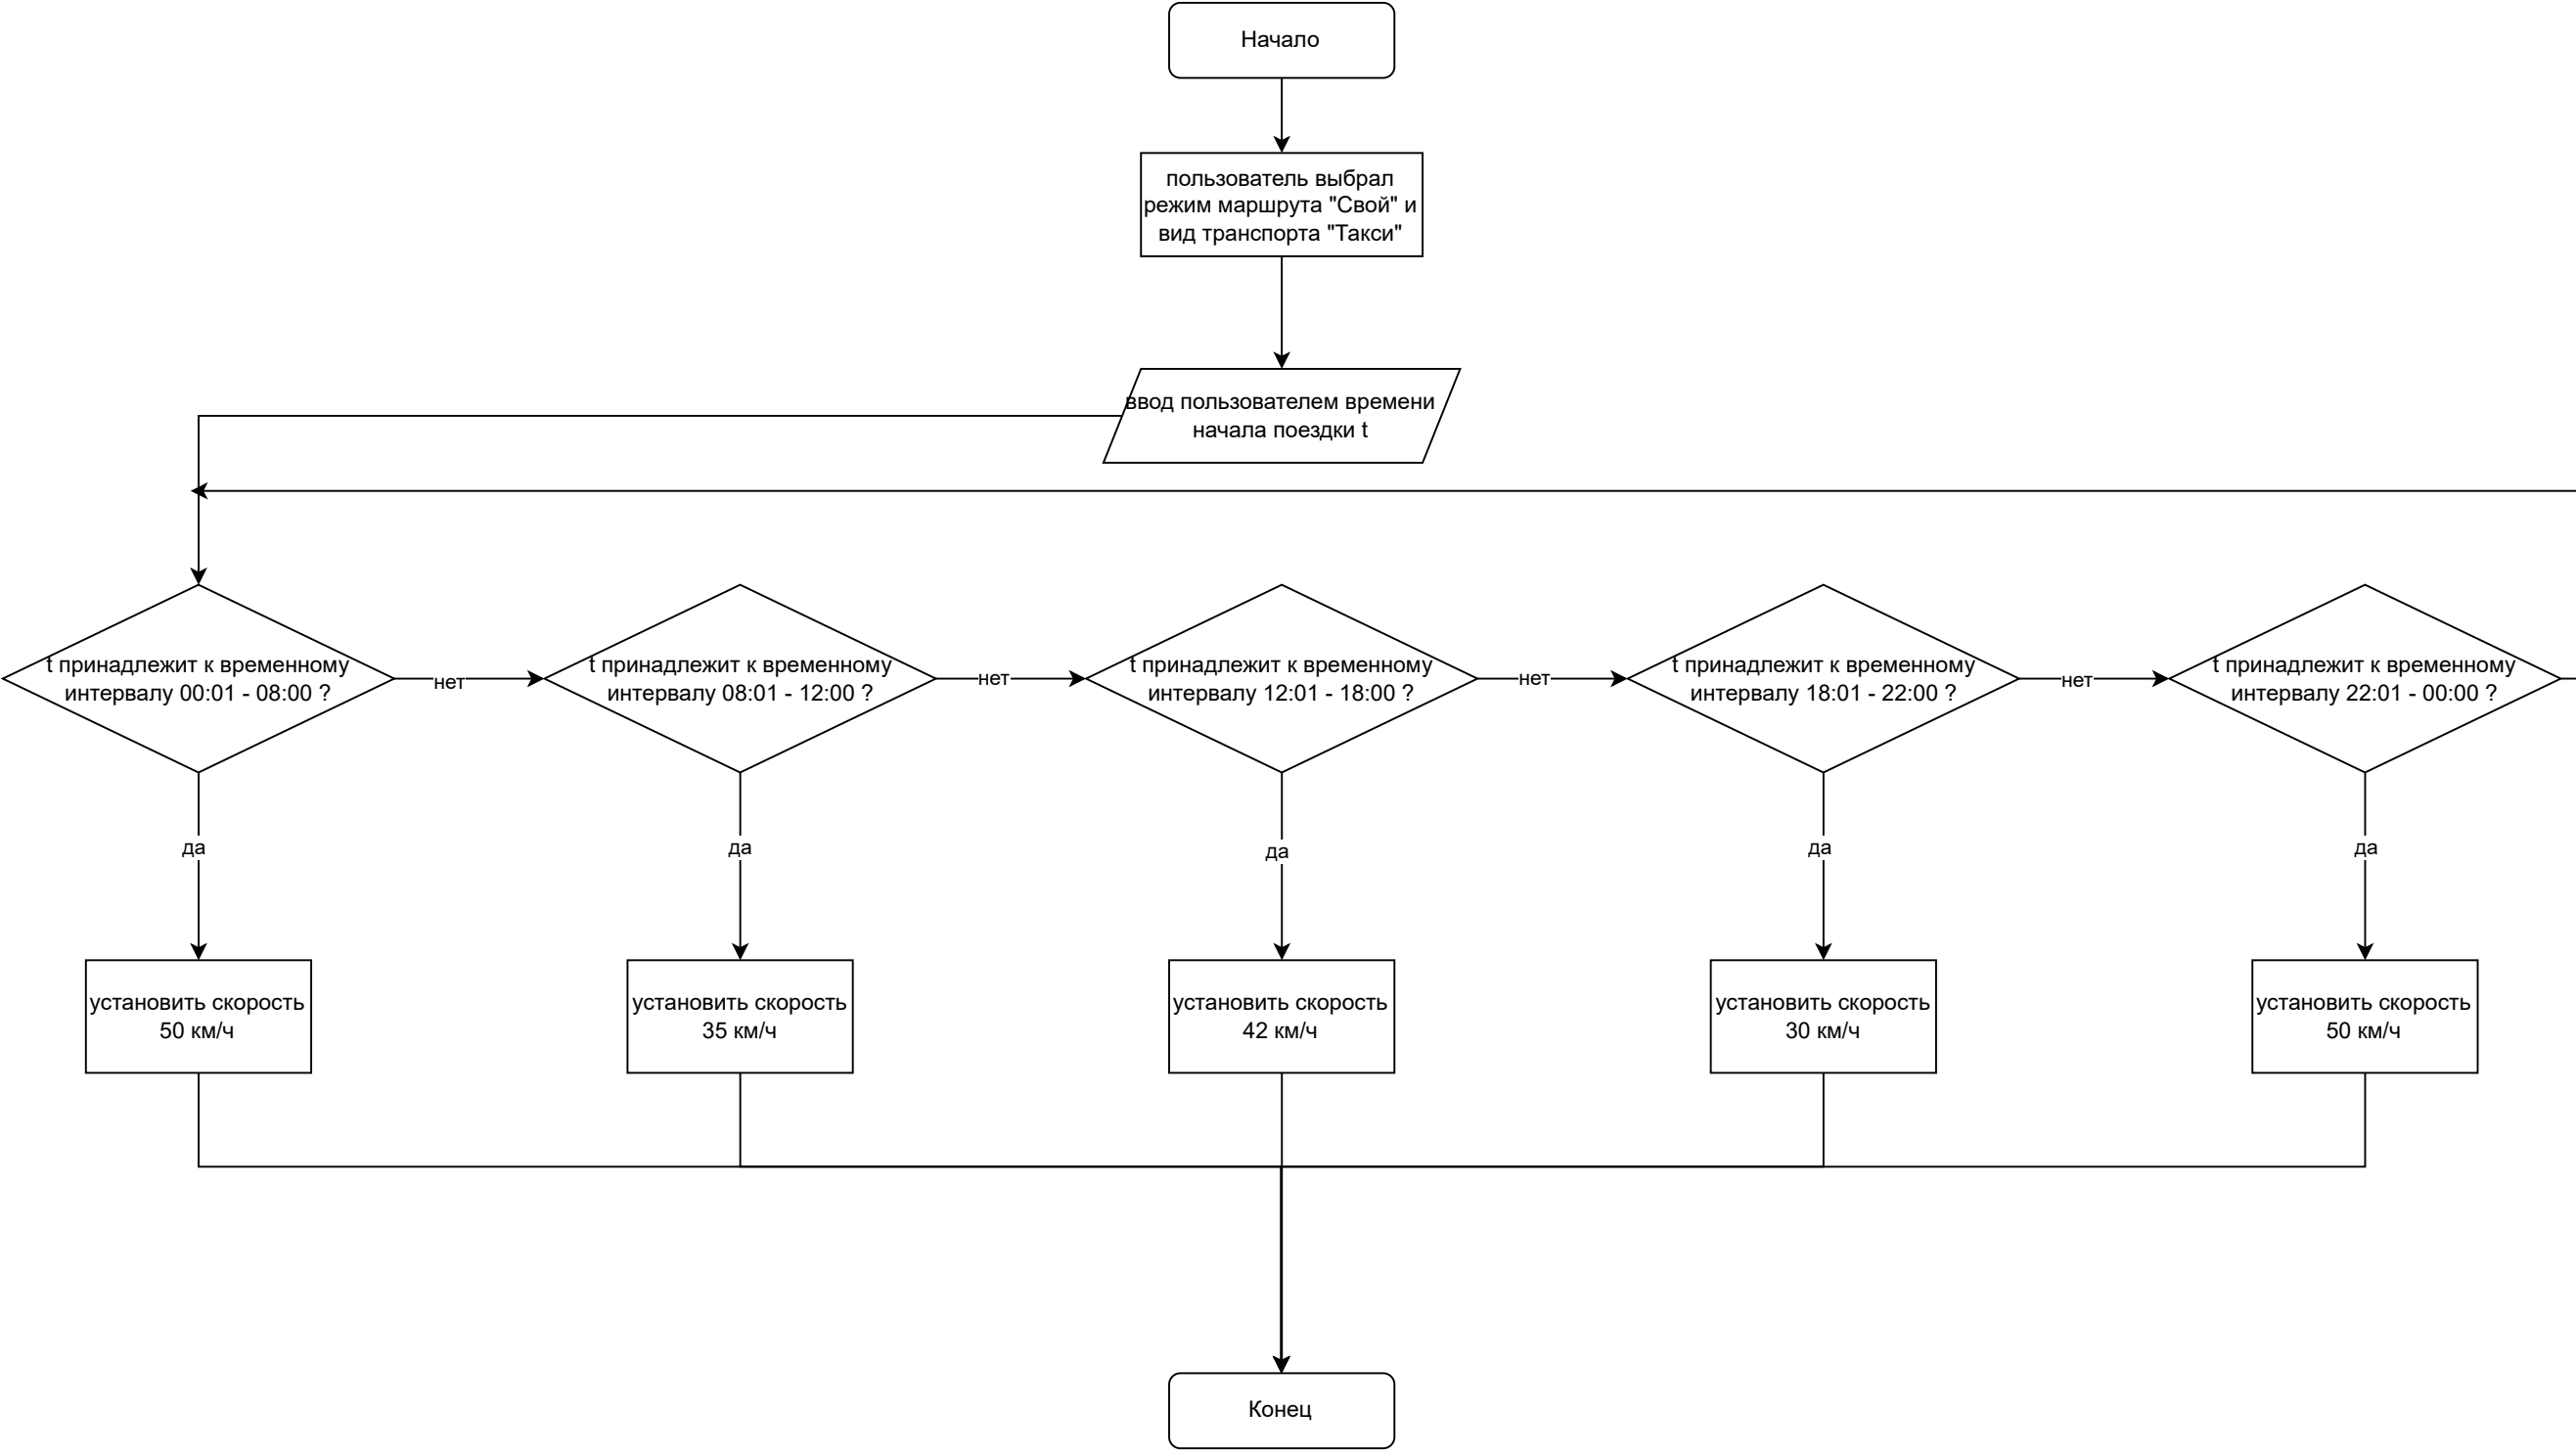 Начало
пользователь выбрал
режим маршрута "Свой" и
вид транспорта "Такси"
ввод пользователем времени
начала поездки t
t принадлежит к временному
интервалу 00:01 - 08:00 ?
нет
t принадлежит к временному
интервалу 08:01 - 12:00 ?
нет
t принадлежит к временному
интервалу 12:01 - 18:00 ?
нет
t принадлежит к временному
интервалу 18:01 - 22:00 ?
нет
t принадлежит к временному
интервалу 22:01 - 00:00 ?
да
да
да
да
да
установить скорость
50 км/ч
установить скорость
35 км/ч
установить скорость
42 км/ч
установить скорость
30 км/ч
установить скорость
50 км/ч
Конец